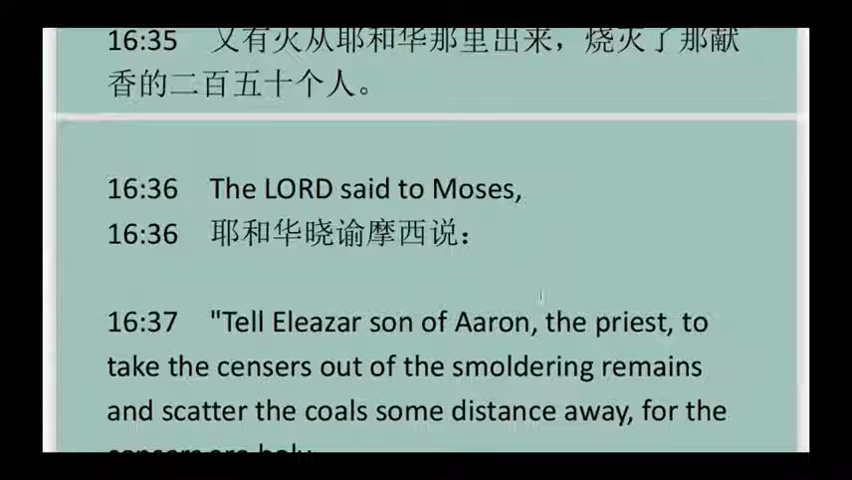 16:35 又有火从耶和华那里出来，烧灭了那献
香的二百五十个人。
16:36 The LORD said to Moses,
16:36 耶和华晓谕摩西说：
16:37 "Tell Eleazar son of Aaron, the priest, to
take the censers out of the smoldering remains
and scatter the coals some distance away, for the
censers are holy